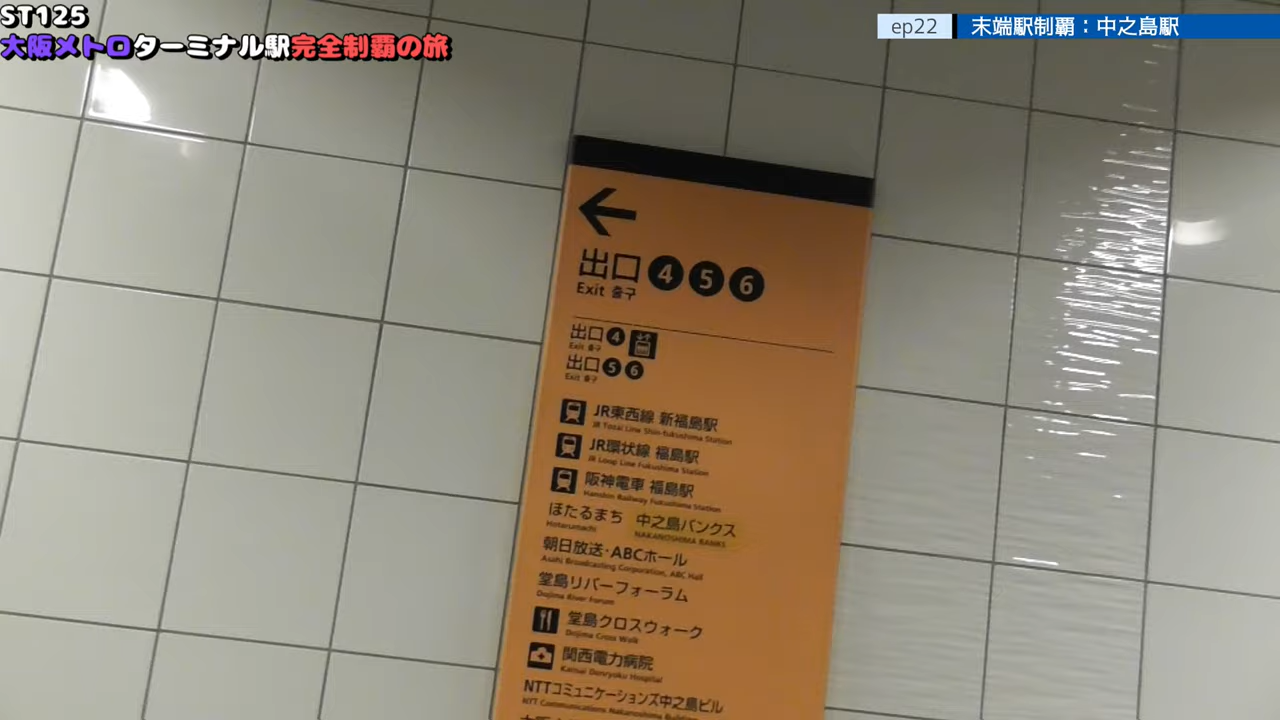 ST125
大阪メトロターミナル駅完全制覇の旅
ep22 末端駅制覇：中之島駅
出口 4 5 6
Exit 출구
出口 4
Exit 출구
出口 5 6
Exit 출구
JR東西線 新福島駅
JR Tozai Line Shin-fukushima Station
JR環状線 福島駅
JR Loop Line Fukushima Station
阪神電車 福島駅
Hanshin Railway Fukushima Station
ほたるまち 中之島バンクス
Hotarumachi NAKANOSHIMA BANKS
朝日放送・ABCホール
Asahi Broadcasting Corporation, ABC Hall
堂島リバーフォーラム
Dojima River Forum
堂島クロスウォーク
Dojima Cross Walk
関西電力病院
Kansai Denryoku Hospital
NTTコミュニケーションズ中之島ビル
NTT Communications Nakanoshima Building